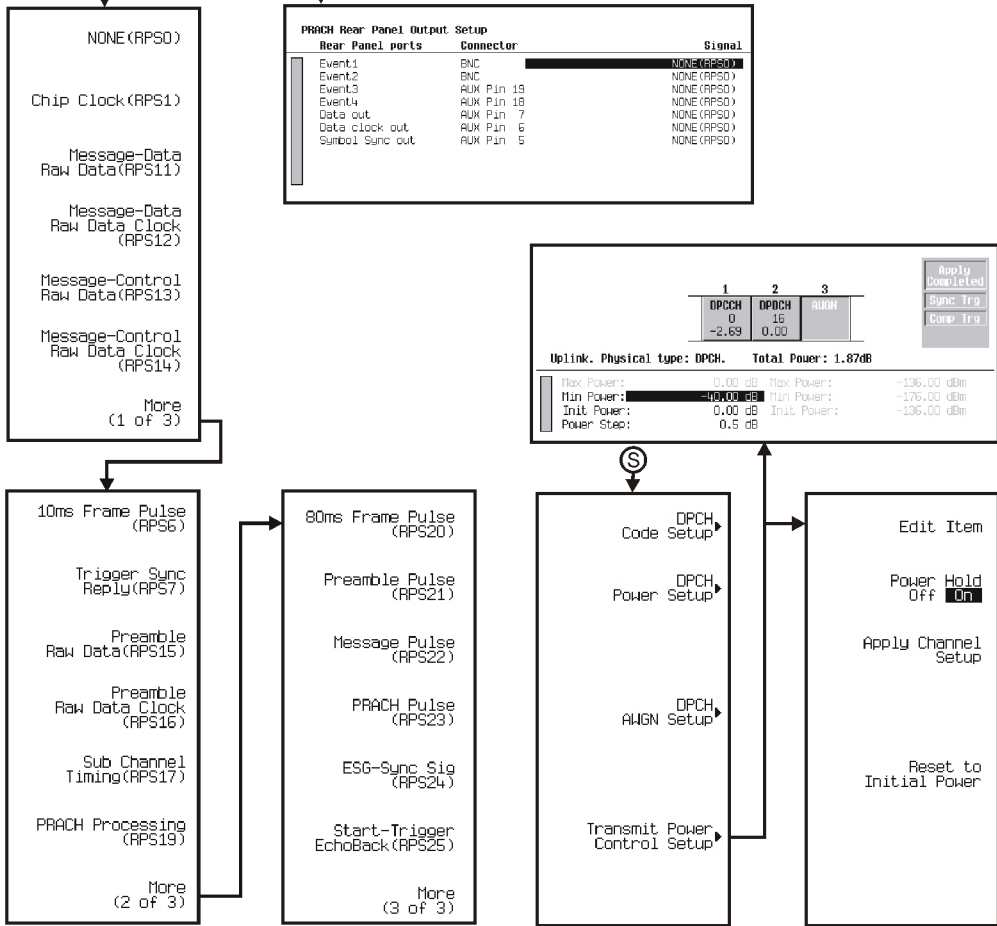 NONE(RPS0)
Chip Clock(RPS1)
Message-Data
Raw Data(RPS11)
Message-Data
Raw Data Clock
(RPS12)
Message-Control
Raw Data(RPS13)
Message-Control
Raw Data Clock
(RPS14)
More
(1 of 3)
PRACH Rear Panel Output Setup
Rear Panel ports Connector Signal
Event1 BNC NONE(RPS0)
Event2 BNC NONE(RPS0)
Event3 AUX Pin 19 NONE(RPS0)
Event4 AUX Pin 18 NONE(RPS0)
Data out AUX Pin 7 NONE(RPS0)
Data clock out AUX Pin 6 NONE(RPS0)
Symbol Sync out AUX Pin 5 NONE(RPS0)
1 2 3
DPCCH DPDCH AWGN
0 16
-2.69 0.00
Apply
Completed
Sync Trg
Comp Trg
Uplink. Physical type: DPCH. Total Power: 1.87dB
Max Power: 0.00 dB Max Power: -136.00 dBm
Min Power: -40.00 dB Min Power: -176.00 dBm
Init Power: 0.00 dB Init Power: -136.00 dBm
Power Step: 0.5 dB
10ms Frame Pulse
(RPS6)
Trigger Sync
Reply(RPS7)
Preamble
Raw Data(RPS15)
Preamble
Raw Data Clock
(RPS16)
Sub Channel
Timing(RPS17)
PRACH Processing
(RPS19)
More
(2 of 3)
80ms Frame Pulse
(RPS20)
Preamble Pulse
(RPS21)
Message Pulse
(RPS22)
PRACH Pulse
(RPS23)
ESG-Sync Sig
(RPS24)
Start-Trigger
EchoBack(RPS25)
More
(3 of 3)
S
DPCH
Code Setup
DPCH
Power Setup
DPCH
AWGN Setup
Transmit Power
Control Setup
Edit Item
Power Hold
Off On
Apply Channel
Setup
Reset to
Initial Power